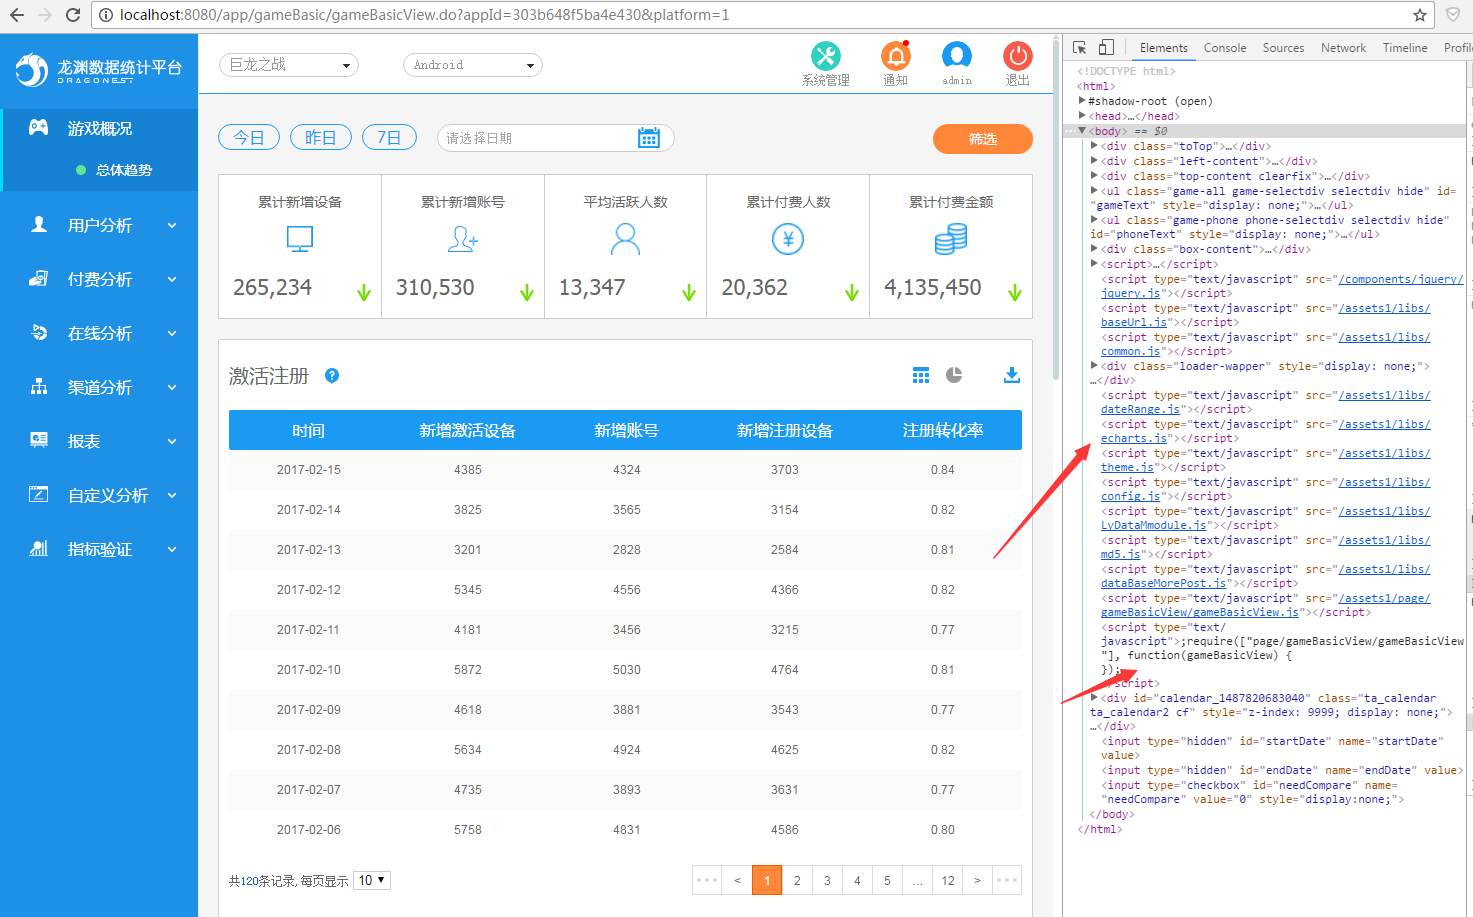 localhost:8080/app/gameBasic/gameBasicView.do?appId=303b648f5ba4e430&platform=1
龙渊数据统计平台
DRAGONEST
游戏概况
总体趋势
用户分析
付费分析
在线分析
渠道分析
报表
自定义分析
指标验证
巨龙之战
Android
系统管理
通知
admin
退出
今日
昨日
7日
请选择日期
筛选
累计新增设备
累计新增账号
平均活跃人数
累计付费人数
累计付费金额
265,234
310,530
13,347
20,362
4,135,450
激活注册
?
时间 新增激活设备 新增账号 新增注册设备 注册转化率
2017-02-15 4385 4324 3703 0.84
2017-02-14 3825 3565 3154 0.82
2017-02-13 3201 2828 2584 0.81
2017-02-12 5345 4556 4366 0.82
2017-02-11 4181 3456 3215 0.77
2017-02-10 5872 5030 4764 0.81
2017-02-09 4618 3881 3543 0.77
2017-02-08 5634 4924 4625 0.82
2017-02-07 4735 3893 3631 0.77
2017-02-06 5758 4831 4586 0.80
共120条记录, 每页显示 10
··· < 1 2 3 4 5 ... 12 > ···
Elements Console Sources Network Timeline Profil
<!DOCTYPE html>
<html>
#shadow-root (open)
<head>…</head>
<body> == $0
<div class="toTop">…</div>
<div class="left-content">…</div>
<div class="top-content clearfix">…</div>
<ul class="game-all game-selectdiv selectdiv hide" id=
"gameText" style="display: none;">…</ul>
<ul class="game-phone phone-selectdiv selectdiv hide"
id="phoneText" style="display: none;">…</ul>
<div class="box-content">…</div>
<script>…</script>
<script type="text/javascript" src="/components/jquery/
jquery.js"></script>
<script type="text/javascript" src="/assets1/libs/
baseUrl.js"></script>
<script type="text/javascript" src="/assets1/libs/
common.js"></script>
<div class="loader-wapper" style="display: none;">
…</div>
<script type="text/javascript" src="/assets1/libs/
dateRange.js"></script>
<script type="text/javascript" src="/assets1/libs/
echarts.js"></script>
<script type="text/javascript" src="/assets1/libs/
theme.js"></script>
<script type="text/javascript" src="/assets1/libs/
config.js"></script>
<script type="text/javascript" src="/assets1/libs/
LyDataMmodule.js"></script>
<script type="text/javascript" src="/assets1/libs/
md5.js"></script>
<script type="text/javascript" src="/assets1/libs/
dataBaseMorePost.js"></script>
<script type="text/javascript" src="/assets1/page/
gameBasicView/gameBasicView.js"></script>
<script type="text/
javascript">;require(["page/gameBasicView/gameBasicView
"], function(gameBasicView) {
});
script>
<div id="calendar_1487820683040" class="ta_calendar
ta_calendar2 cf" style="z-index: 9999; display: none;">
…</div>
<input type="hidden" id="startDate" name="startDate"
value>
<input type="hidden" id="endDate" name="endDate" value>
<input type="checkbox" id="needCompare" name=
"needCompare" value="0" style="display:none;">
</body>
</html>